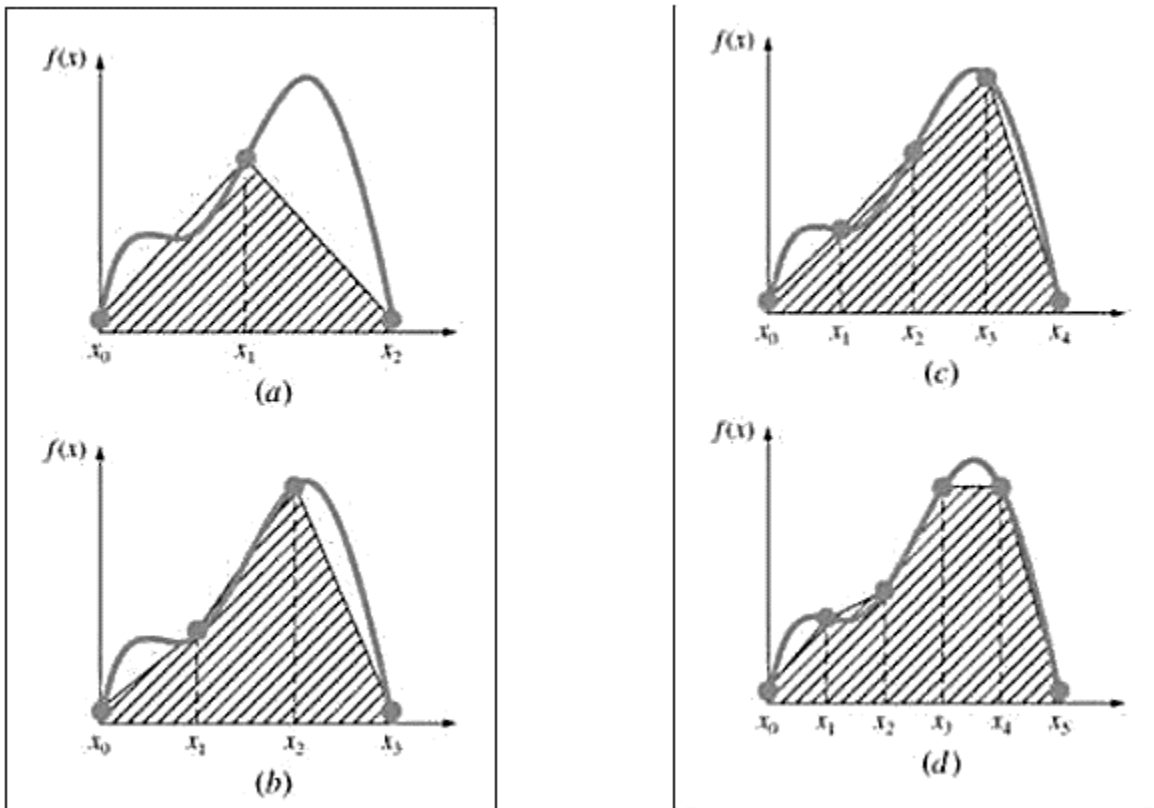 f(x)
x₀ x₁ x₂
(a)
f(x)
x₀ x₁ x₂ x₃
(b)
f(x)
x₀ x₁ x₂ x₃ x₄
(c)
f(x)
x₀ x₁ x₂ x₃ x₄ x₅
(d)